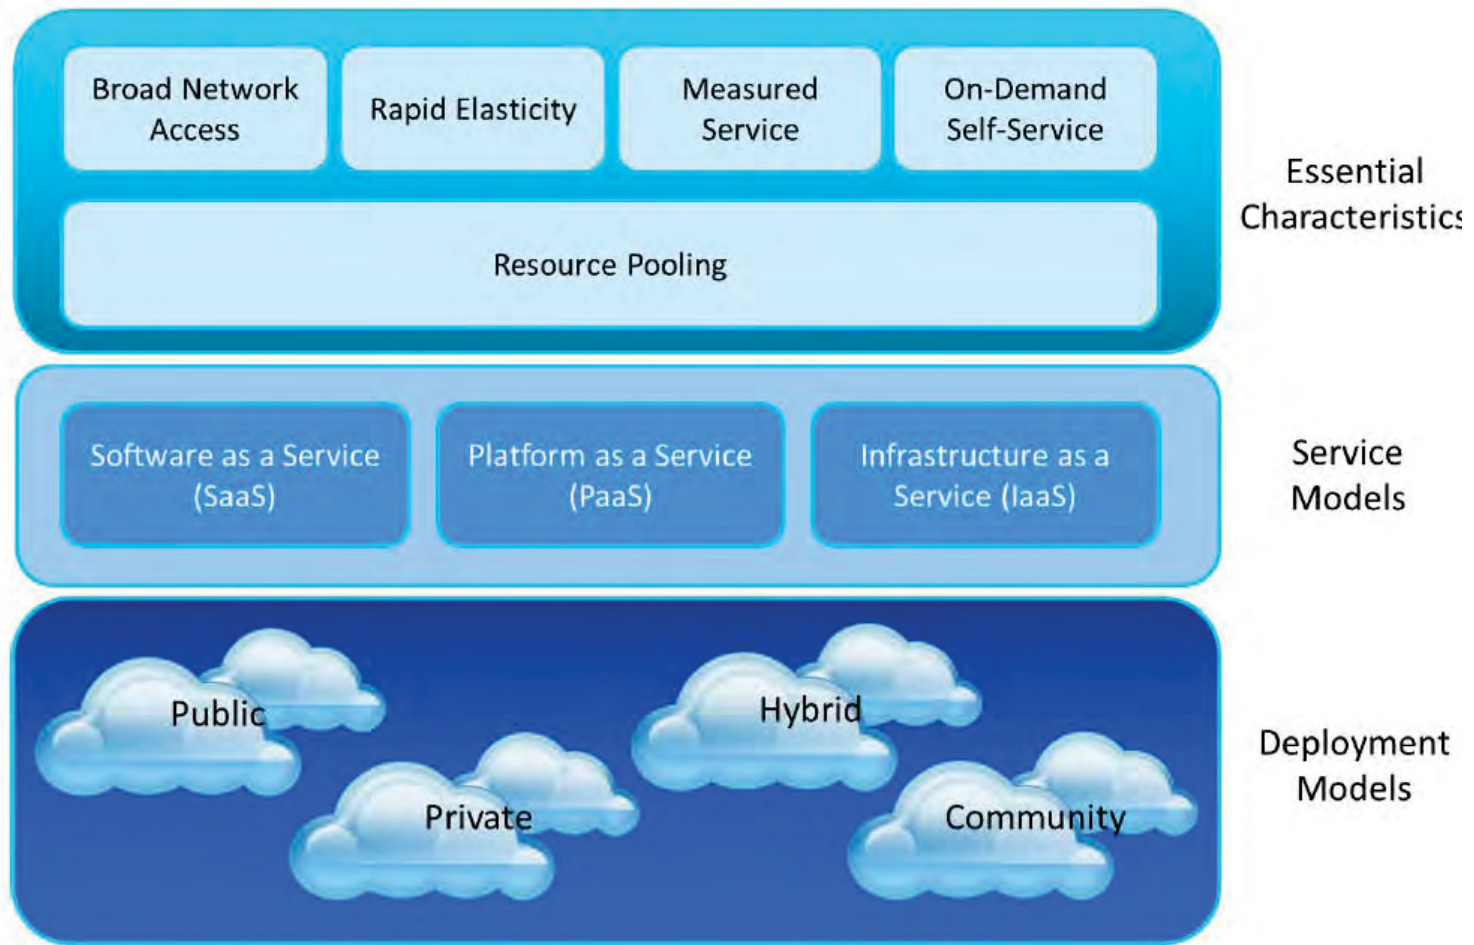 Broad Network
Access
Rapid Elasticity
Measured
Service
On-Demand
Self-Service
Essential
Characteristics
Resource Pooling
Software as a Service
(SaaS)
Platform as a Service
(PaaS)
Infrastructure as a
Service (IaaS)
Service
Models
Public
Hybrid
Private
Community
Deployment
Models